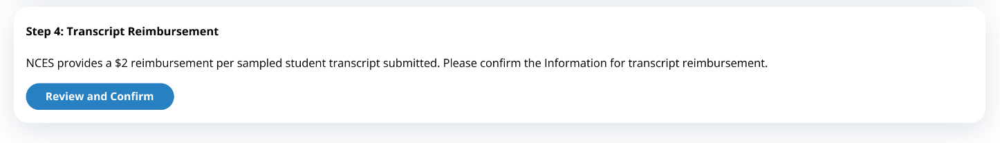 Step 4: Transcript Reimbursement
NCES provides a $2 reimbursement per sampled student transcript submitted. Please confirm the Information for transcript reimbursement.
Review and Confirm